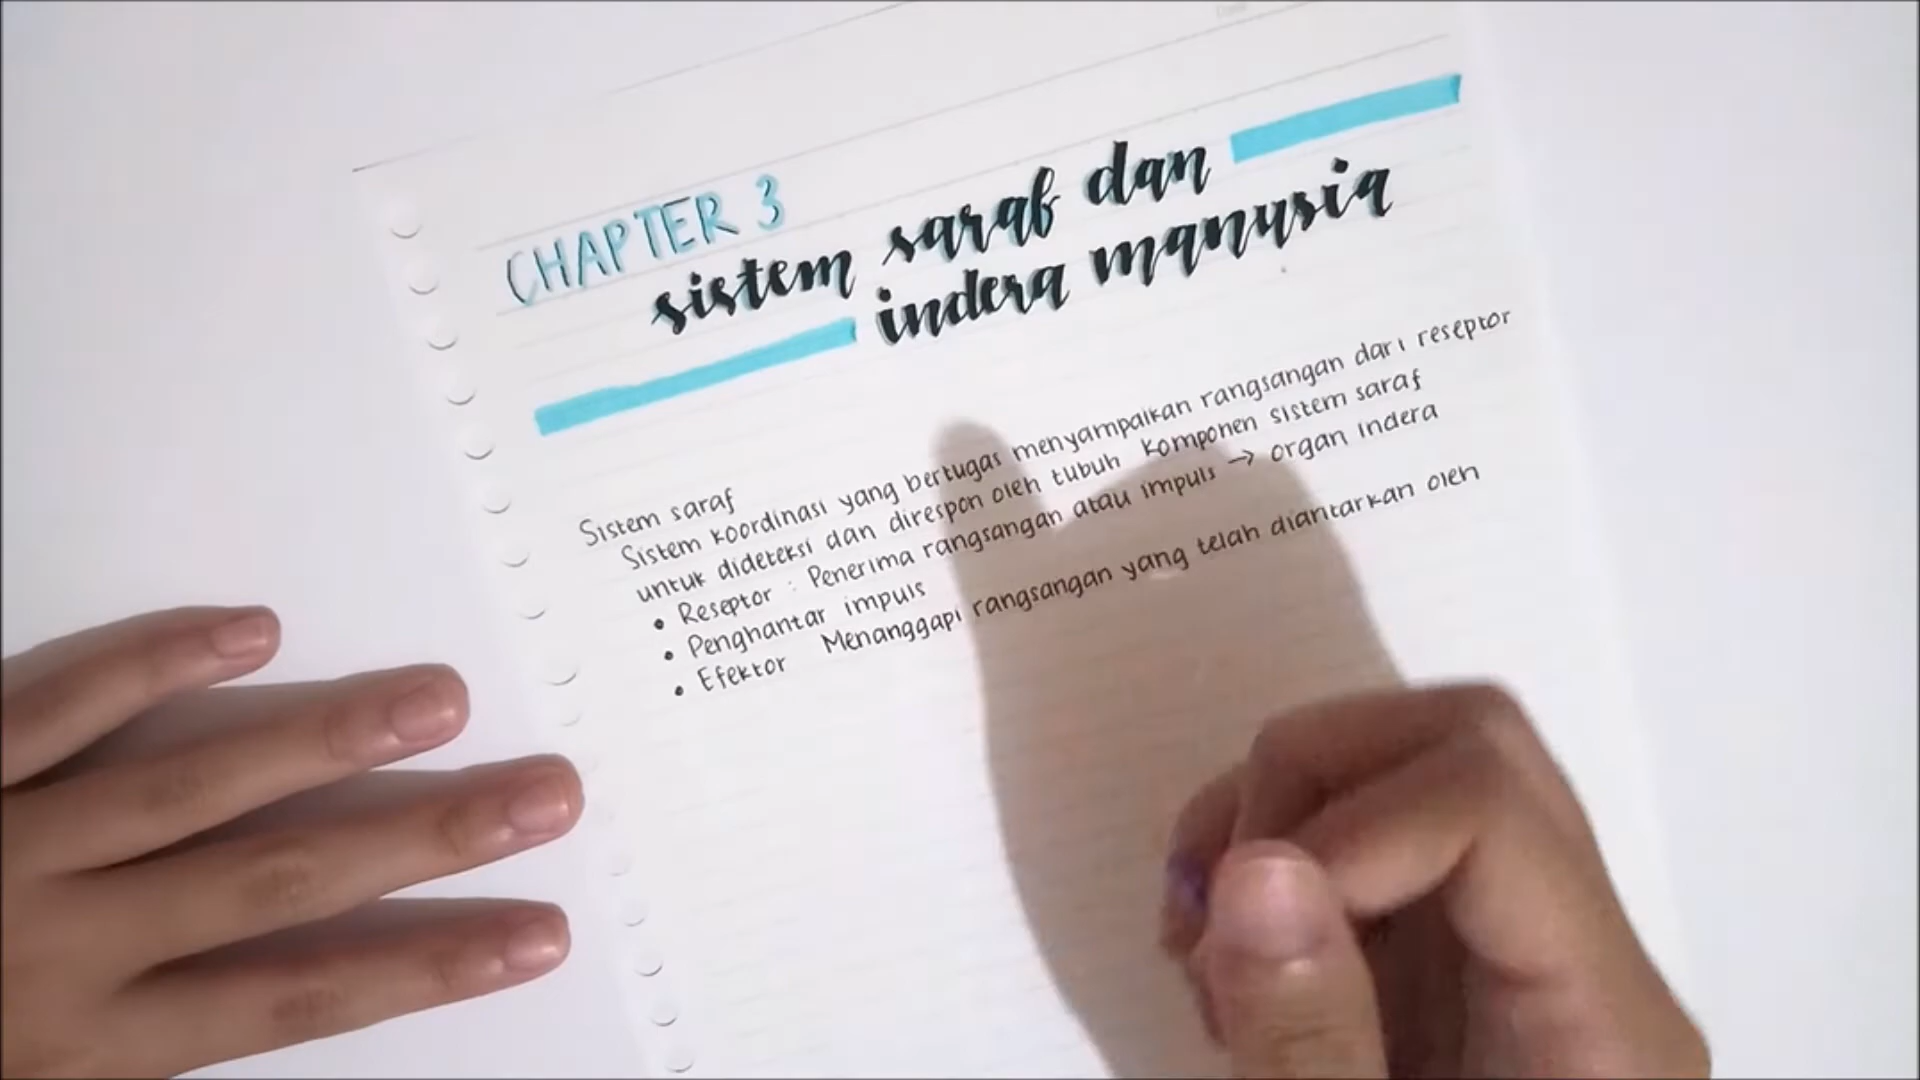 CHAPTER 3
sistem saraf dan
indera manusia
Sistem saraf
Sistem koordinasi yang bertugas menyampaikan rangsangan dari reseptor
untuk dideteksi dan direspon oleh tubuh Komponen sistem saraf
• Reseptor : Penerima rangsangan atau impuls → organ indera
• Penghantar impuls
• Efektor Menanggapi rangsangan yang telah diantarkan oleh